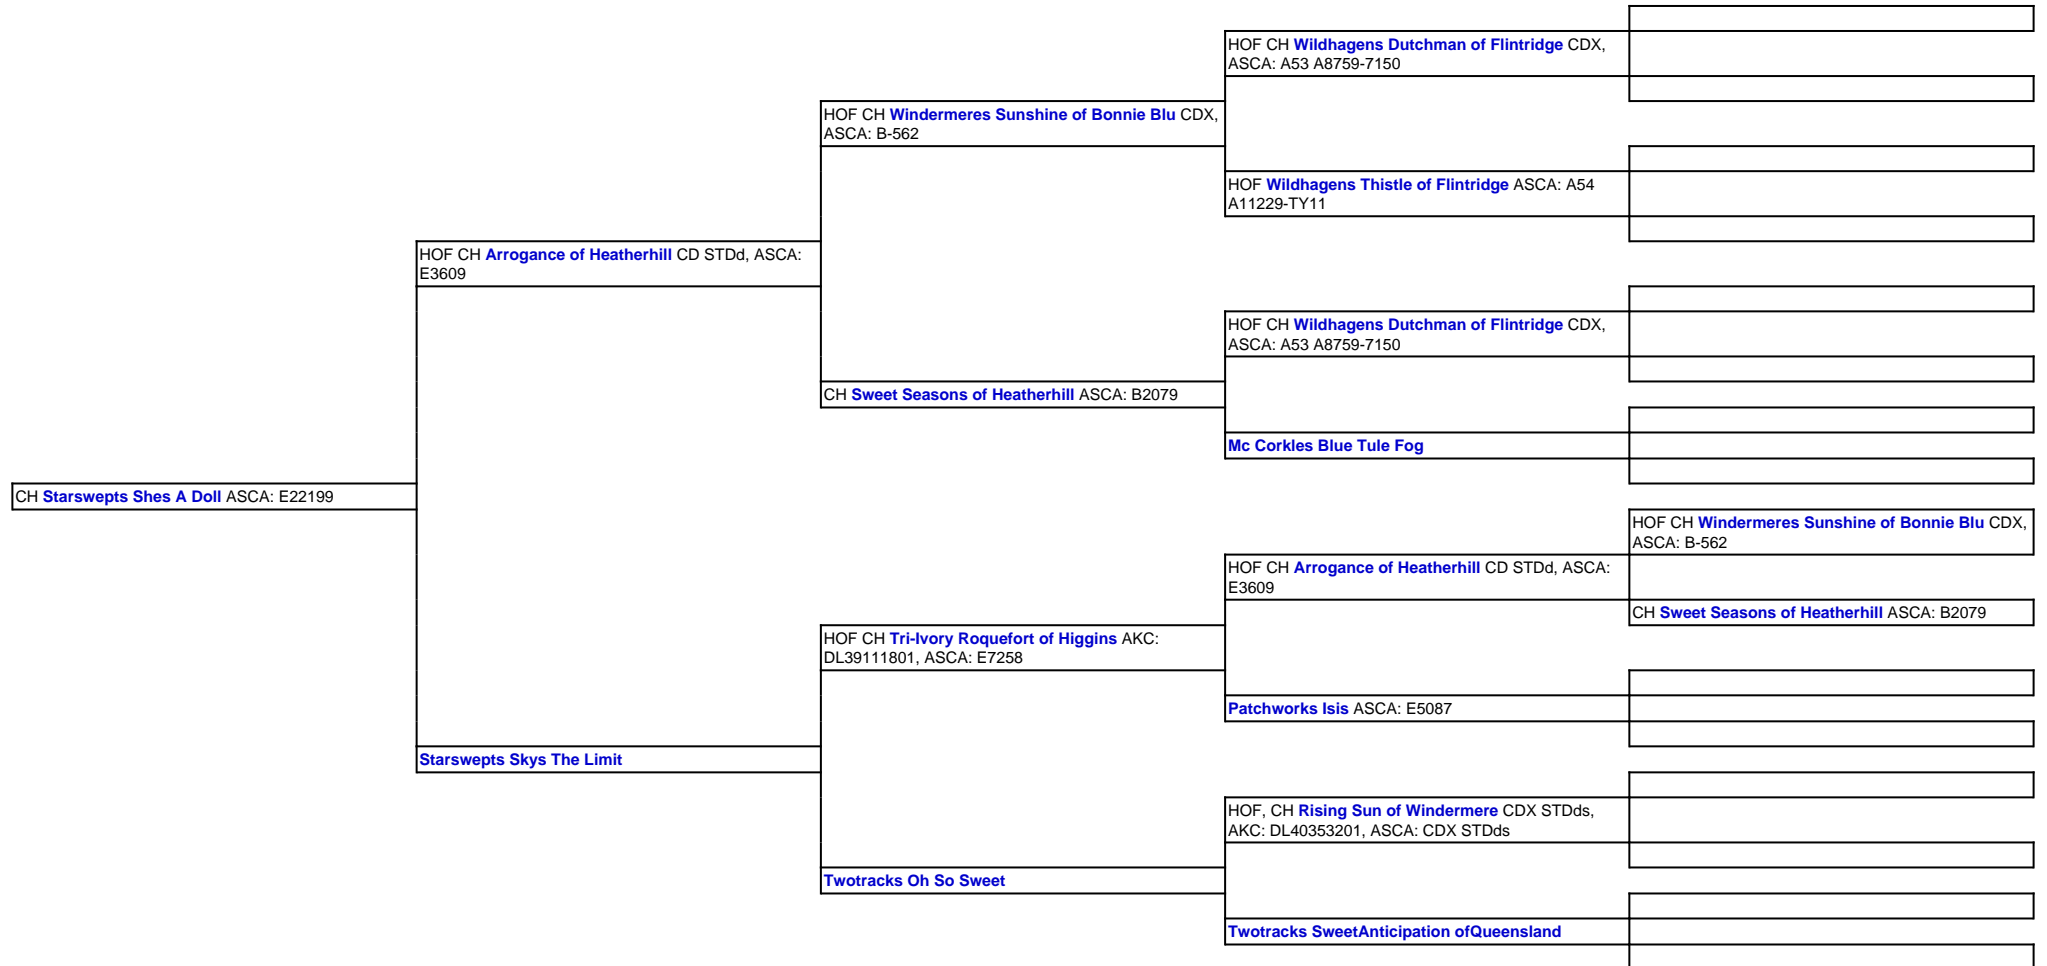 HOF CH Wildhagens Dutchman of Flintridge CDX,
ASCA: A53 A8759-7150
HOF CH Windermeres Sunshine of Bonnie Blu CDX,
ASCA: B-562
HOF Wildhagens Thistle of Flintridge ASCA: A54
A11229-TY11
HOF CH Arrogance of Heatherhill CD STDd, ASCA:
E3609
HOF CH Wildhagens Dutchman of Flintridge CDX,
ASCA: A53 A8759-7150
CH Sweet Seasons of Heatherhill ASCA: B2079
Mc Corkles Blue Tule Fog
CH Starswepts Shes A Doll ASCA: E22199
HOF CH Windermeres Sunshine of Bonnie Blu CDX,
ASCA: B-562
HOF CH Arrogance of Heatherhill CD STDd, ASCA:
E3609
CH Sweet Seasons of Heatherhill ASCA: B2079
HOF CH Tri-Ivory Roquefort of Higgins AKC:
DL39111801, ASCA: E7258
Patchworks Isis ASCA: E5087
Starswepts Skys The Limit
HOF, CH Rising Sun of Windermere CDX STDds,
AKC: DL40353201, ASCA: CDX STDds
Twotracks Oh So Sweet
Twotracks SweetAnticipation ofQueensland